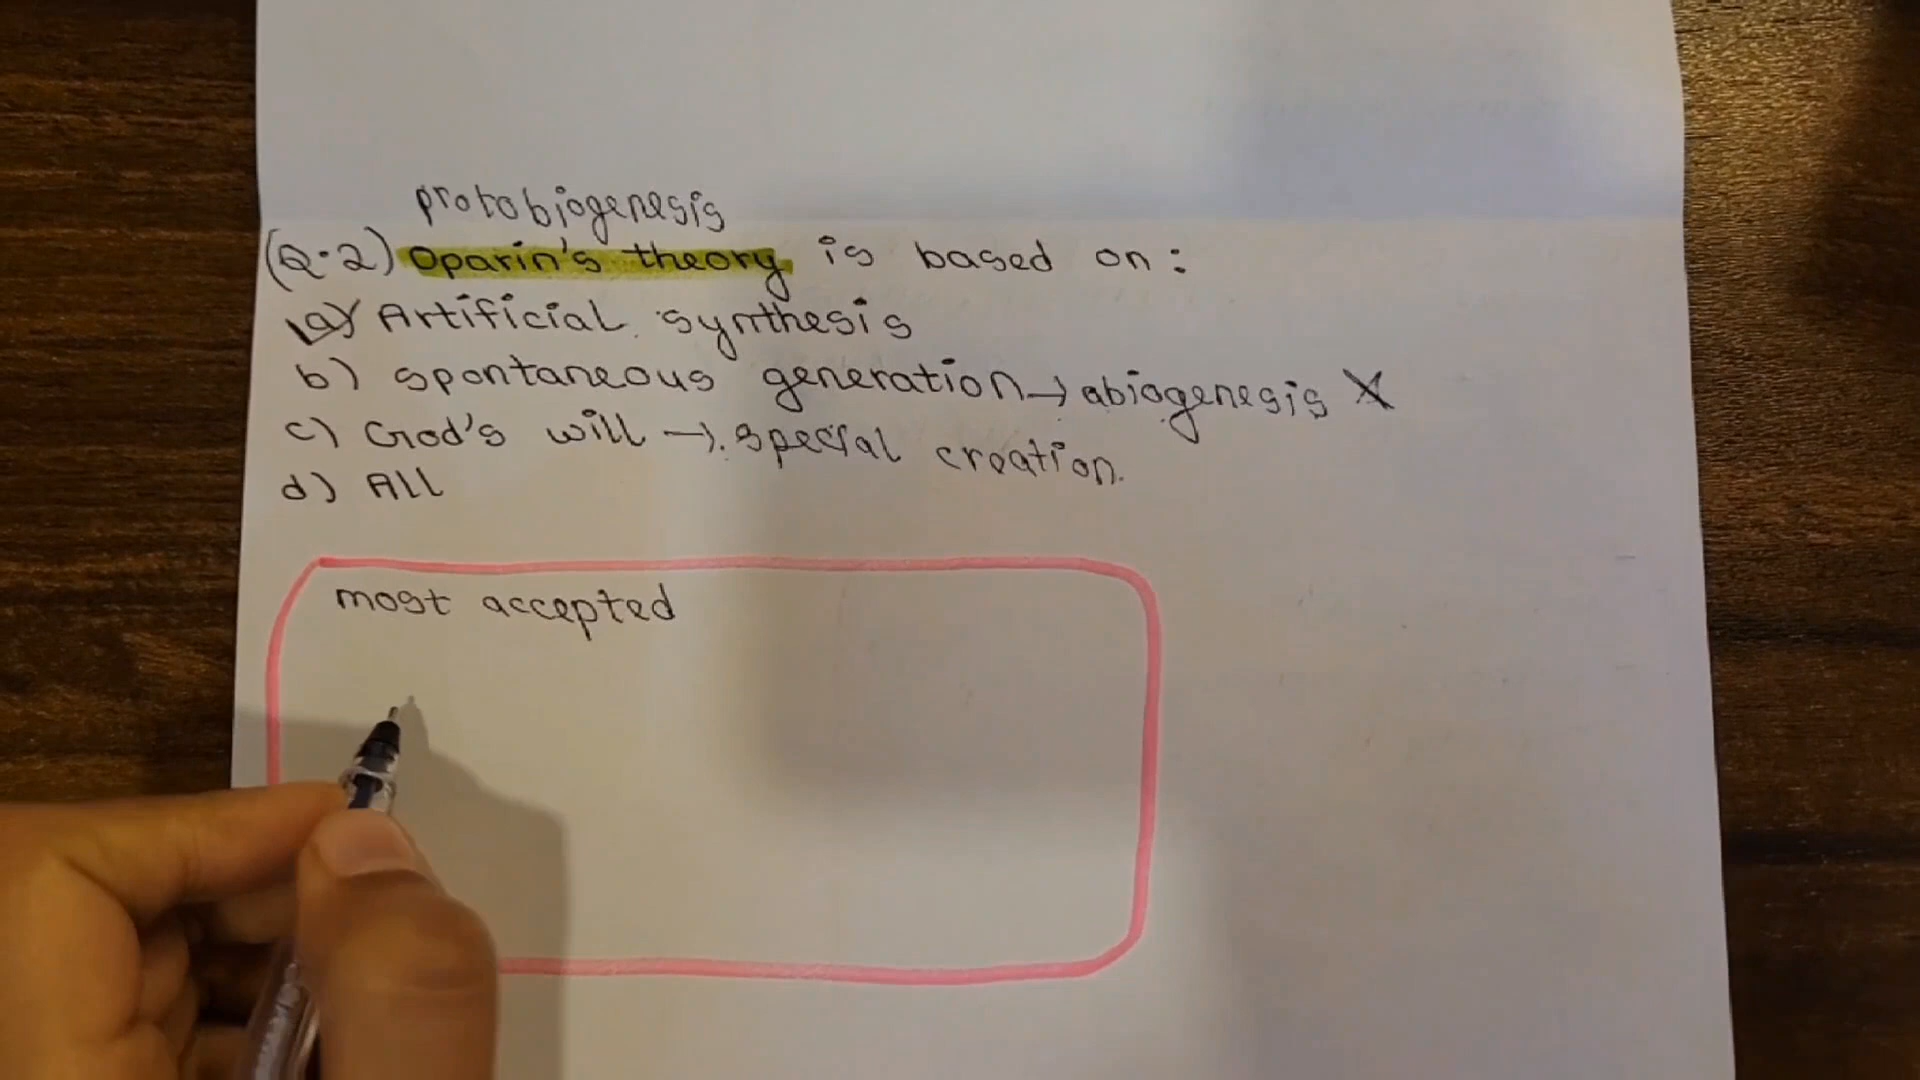 protobiogenesis
(Q.2) Oparin's theory is based on:
a) Artificial synthesis
b) spontaneous generation → abiogenesis X
c) God's will → special creation.
d) All
most accepted